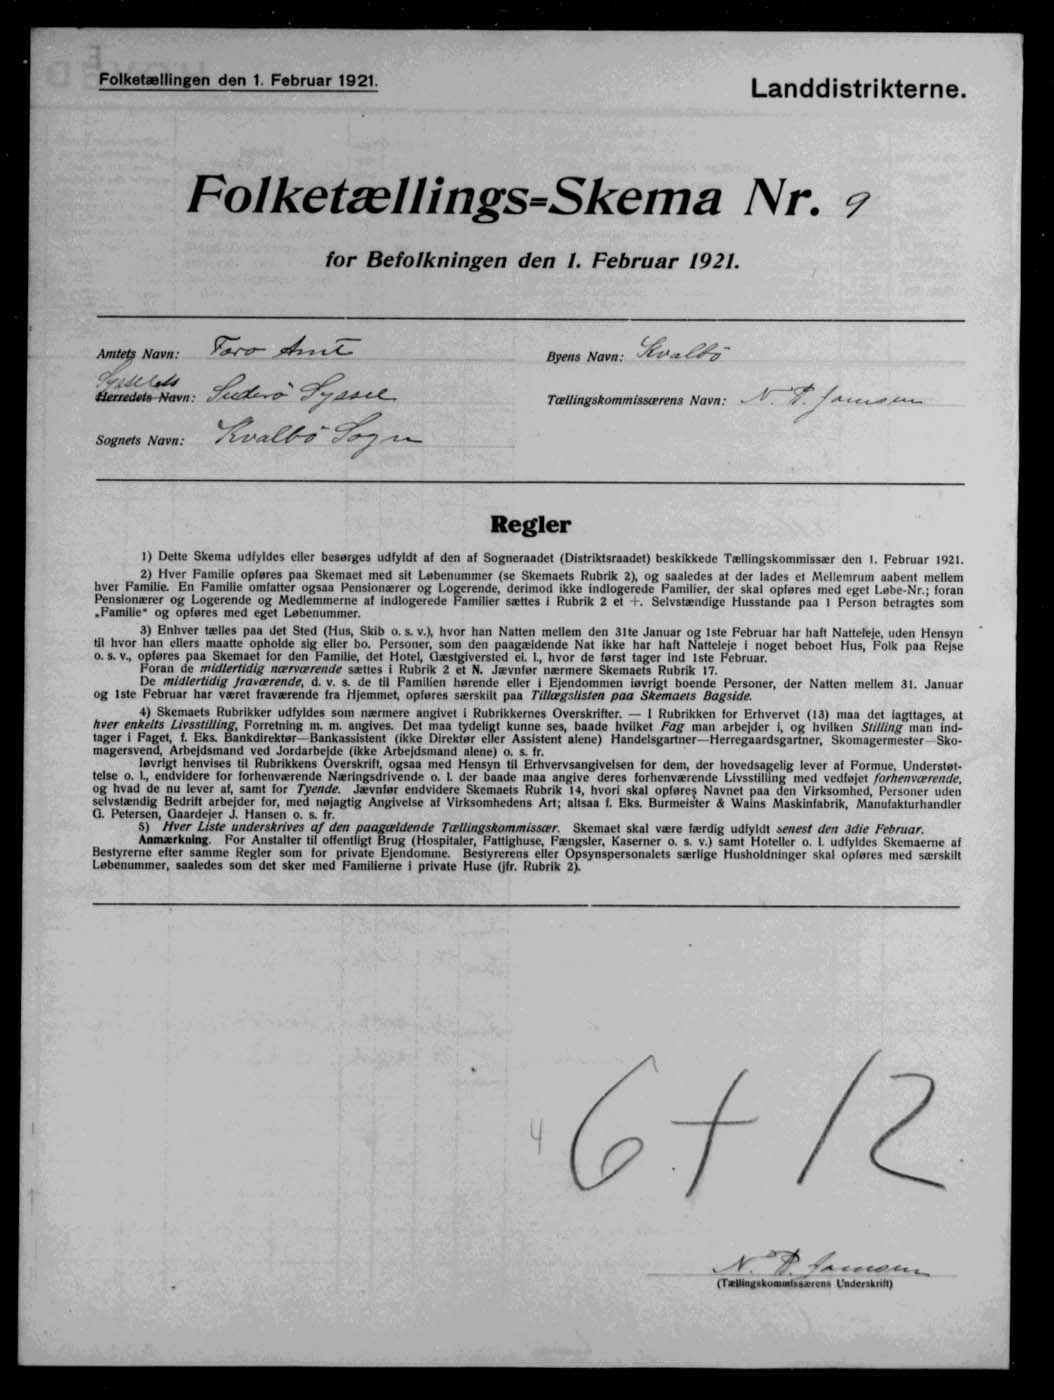 Folketællingen den 1. Februar 1921.
Landdistrikterne.
Folketællings=Skema Nr. 9
for Befolkningen den 1. Februar 1921.
Amtets Navn: Færø Amt
Byens Navn: Kvalbö
Sysselets
Herredets Navn: Suderö Syssel
Tællingskommissærens Navn: N. P. Joensen
Sognets Navn: Kvalbö Sogn
Regler
1) Dette Skema udfyldes eller besørges udfyldt af den af Sogneraadet (Distriktsraadet) beskikkede Tællingskommissær den 1. Februar 1921.
2) Hver Familie opføres paa Skemaet med sit Løbenummer (se Skemaets Rubrik 2), og saaledes at der lades et Mellemrum aabent mellem
hver Familie. En Familie omfatter ogsaa Pensionærer og Logerende, derimod ikke indlogerede Familier, der skal opføres med eget Løbe-Nr.; foran
Pensionærer og Logerende og Medlemmerne af indlogerede Familier sættes i Rubrik 2 et +. Selvstændige Husstande paa 1 Person betragtes som
„Familie" og opføres med eget Løbenummer.
3) Enhver tælles paa det Sted (Hus, Skib o. s. v.), hvor han Natten mellem den 31te Januar og 1ste Februar har haft Natteleje, uden Hensyn
til hvor han ellers maatte opholde sig eller bo. Personer, som den paagældende Nat ikke har haft Natteleje i noget beboet Hus, Folk paa Rejse
o. s. v., opføres paa Skemaet for den Familie, det Hotel, Gæstgiversted el. l., hvor de først tager ind 1ste Februar.
Foran de midlertidig nærværende sættes i Rubrik 2 et N. Jævnfør nærmere Skemaets Rubrik 17.
De midlertidig fraværende, d. v. s. de til Familien hørende eller i Ejendommen iøvrigt boende Personer, der Natten mellem 31. Januar
og 1ste Februar har været fraværende fra Hjemmet, opføres særskilt paa Tillægslisten paa Skemaets Bagside.
4) Skemaets Rubrikker udfyldes som nærmere angivet i Rubrikkernes Overskrifter. — I Rubrikken for Erhvervet (13) maa det iagttages, at
hver enkelts Livsstilling, Forretning m. m. angives. Det maa tydeligt kunne ses, baade hvilket Fag man arbejder i, og hvilken Stilling man ind-
tager i Faget, f. Eks. Bankdirektør—Bankassistent (ikke Direktør eller Assistent alene) Handelsgartner—Herregaardsgartner, Skomagermester—Sko-
magersvend, Arbejdsmand ved Jordarbejde (ikke Arbejdsmand alene) o. s. fr.
Iøvrigt henvises til Rubrikkens Overskrift, ogsaa med Hensyn til Erhvervsangivelsen for dem, der hovedsagelig lever af Formue, Understøt-
telse o. l., endvidere for forhenværende Næringsdrivende o. l. der baade maa angive deres forhenværende Livsstilling med vedføjet forhenværende,
og hvad de nu lever af, samt for Tyende. Jævnfør endvidere Skemaets Rubrik 14, hvori skal opføres Navnet paa den Virksomhed, Personer uden
selvstændig Bedrift arbejder for, med nøjagtig Angivelse af Virksomhedens Art; altsaa f. Eks. Burmeister & Wains Maskinfabrik, Manufakturhandler
G. Petersen, Gaardejer J. Hansen o. s. fr.
5) Hver Liste underskrives af den paagældende Tællingskommissær. Skemaet skal være færdig udfyldt senest den 3die Februar.
Anmærkning. For Anstalter til offentligt Brug (Hospitaler, Fattighuse, Fængsler, Kaserner o. s. v.) samt Hoteller o. l. udfyldes Skemaerne af
Bestyrerne efter samme Regler som for private Ejendomme. Bestyrerens eller Opsynspersonalets særlige Husholdninger skal opføres med særskilt
Løbenummer, saaledes som det sker med Familierne i private Huse (jfr. Rubrik 2).
4 6 + 12
N. P. Joensen
(Tællingskommissærens Underskrift)